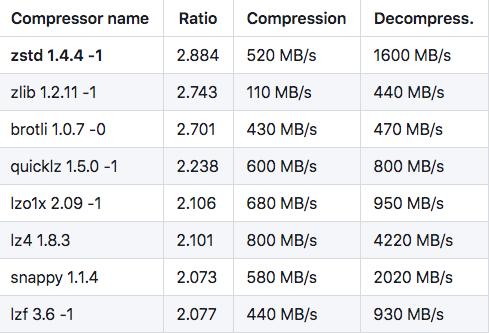 Compressor name Ratio Compression Decompress.
zstd 1.4.4 -1 2.884 520 MB/s 1600 MB/s
zlib 1.2.11 -1 2.743 110 MB/s 440 MB/s
brotli 1.0.7 -0 2.701 430 MB/s 470 MB/s
quicklz 1.5.0 -1 2.238 600 MB/s 800 MB/s
lzo1x 2.09 -1 2.106 680 MB/s 950 MB/s
lz4 1.8.3 2.101 800 MB/s 4220 MB/s
snappy 1.1.4 2.073 580 MB/s 2020 MB/s
lzf 3.6 -1 2.077 440 MB/s 930 MB/s